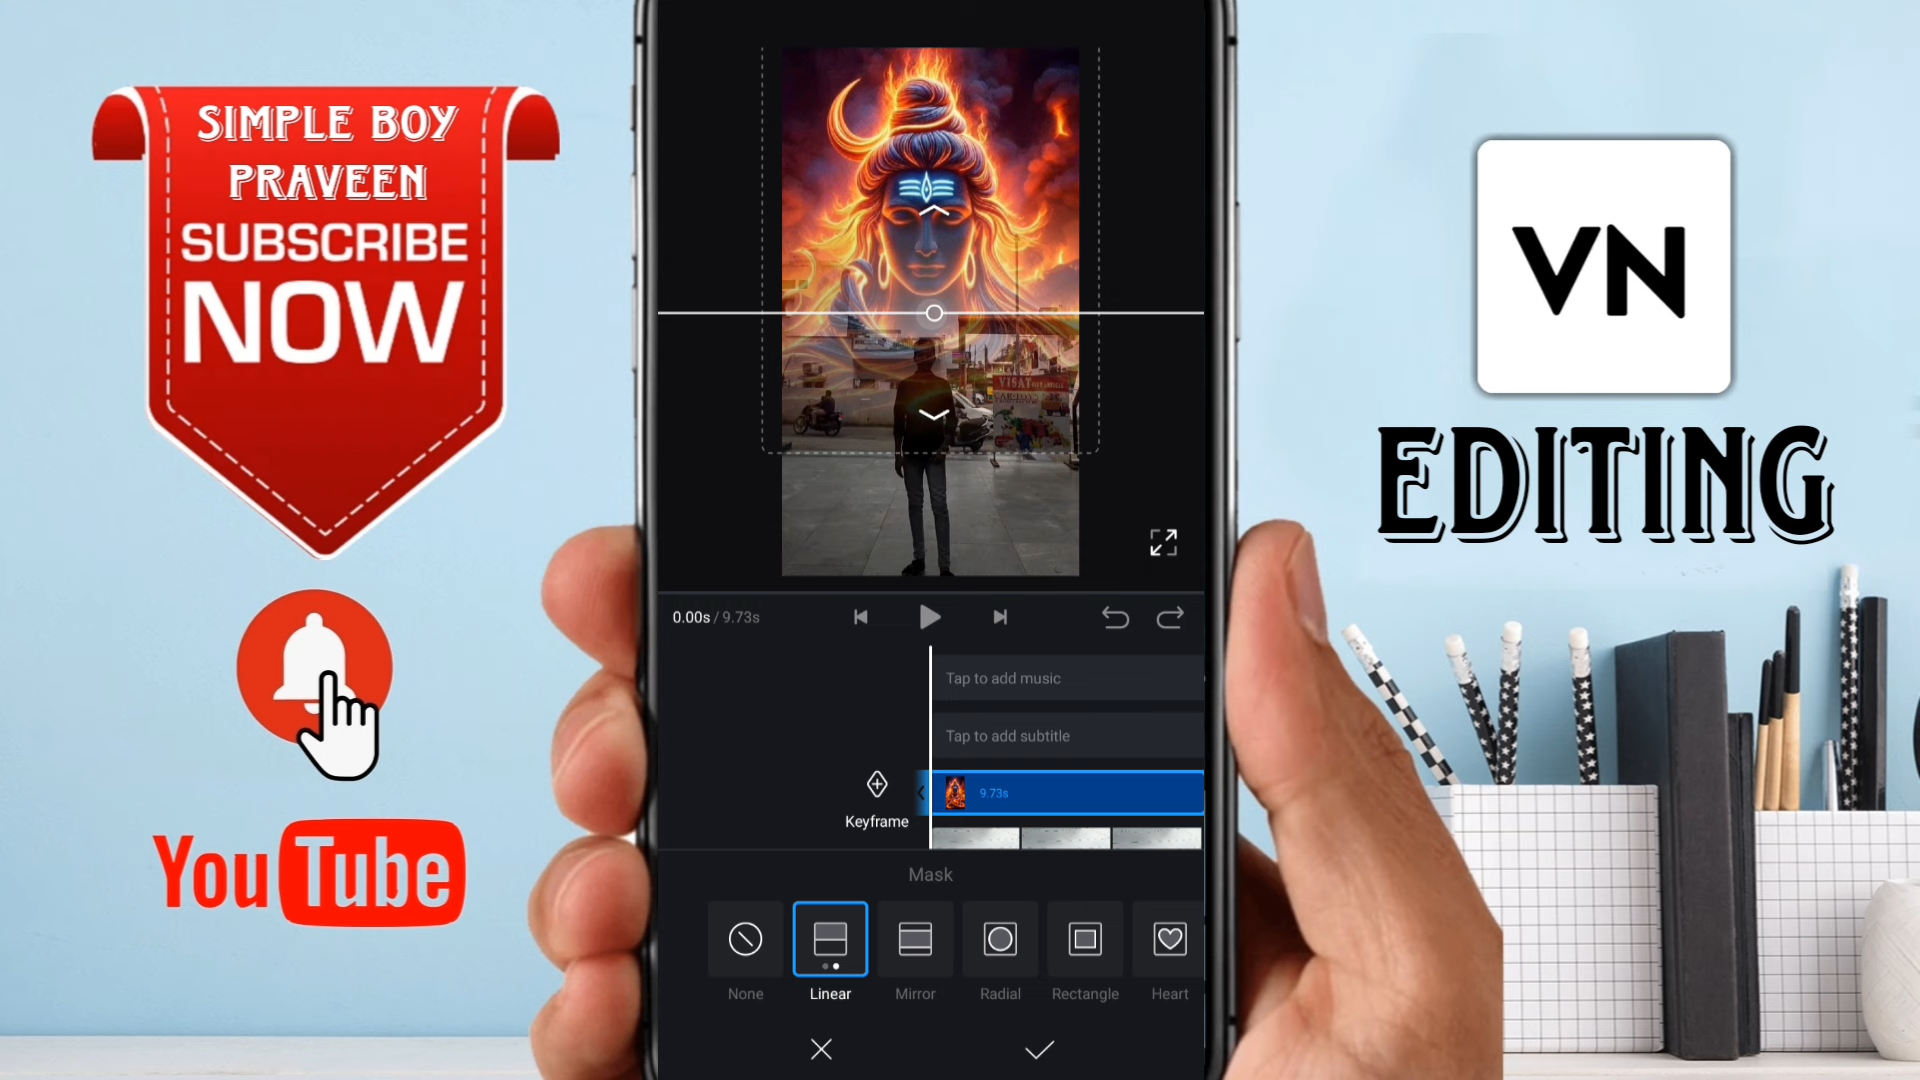 SIMPLE BOY
PRAVEEN
SUBSCRIBE
NOW
YouTube
VN
EDITING
VISAT
0.00s / 9.73s
Tap to add music
Tap to add subtitle
9.73s
Keyframe
Mask
None
Linear
Mirror
Radial
Rectangle
Heart